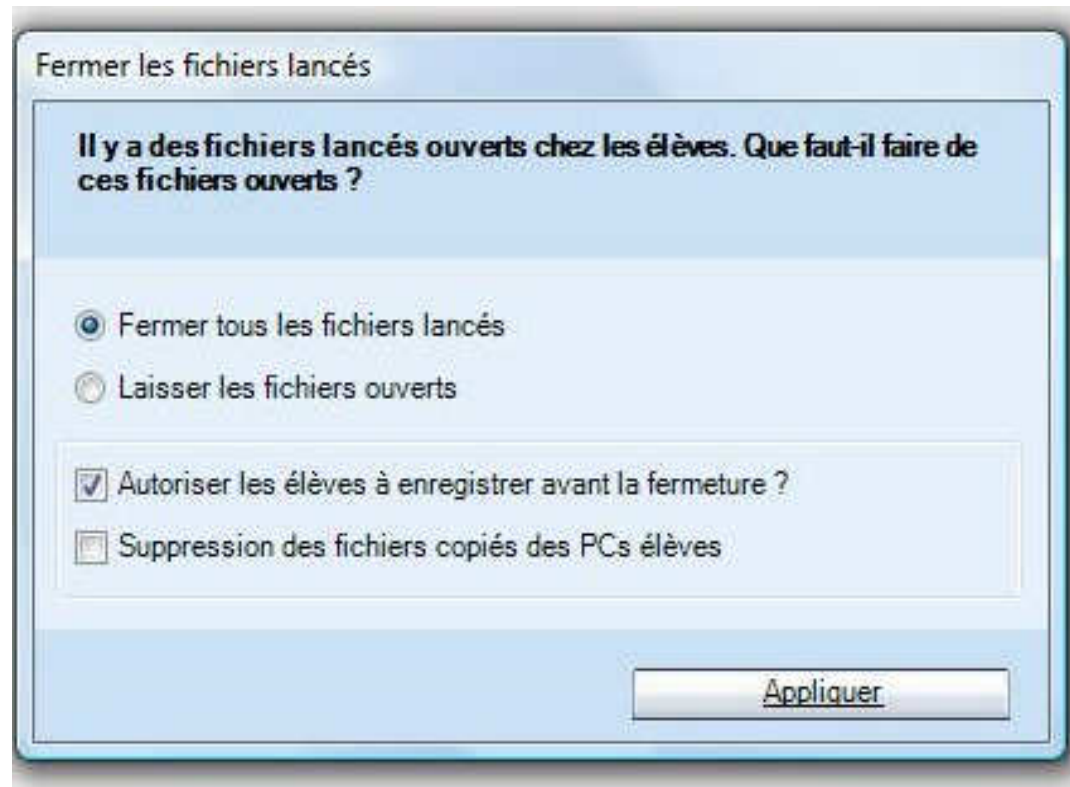 Fermer les fichiers lancés
Il y a des fichiers lancés ouverts chez les élèves. Que faut-il faire de
ces fichiers ouverts ?
Fermer tous les fichiers lancés
Laisser les fichiers ouverts
Autoriser les élèves à enregistrer avant la fermeture ?
Suppression des fichiers copiés des PCs élèves
Appliquer